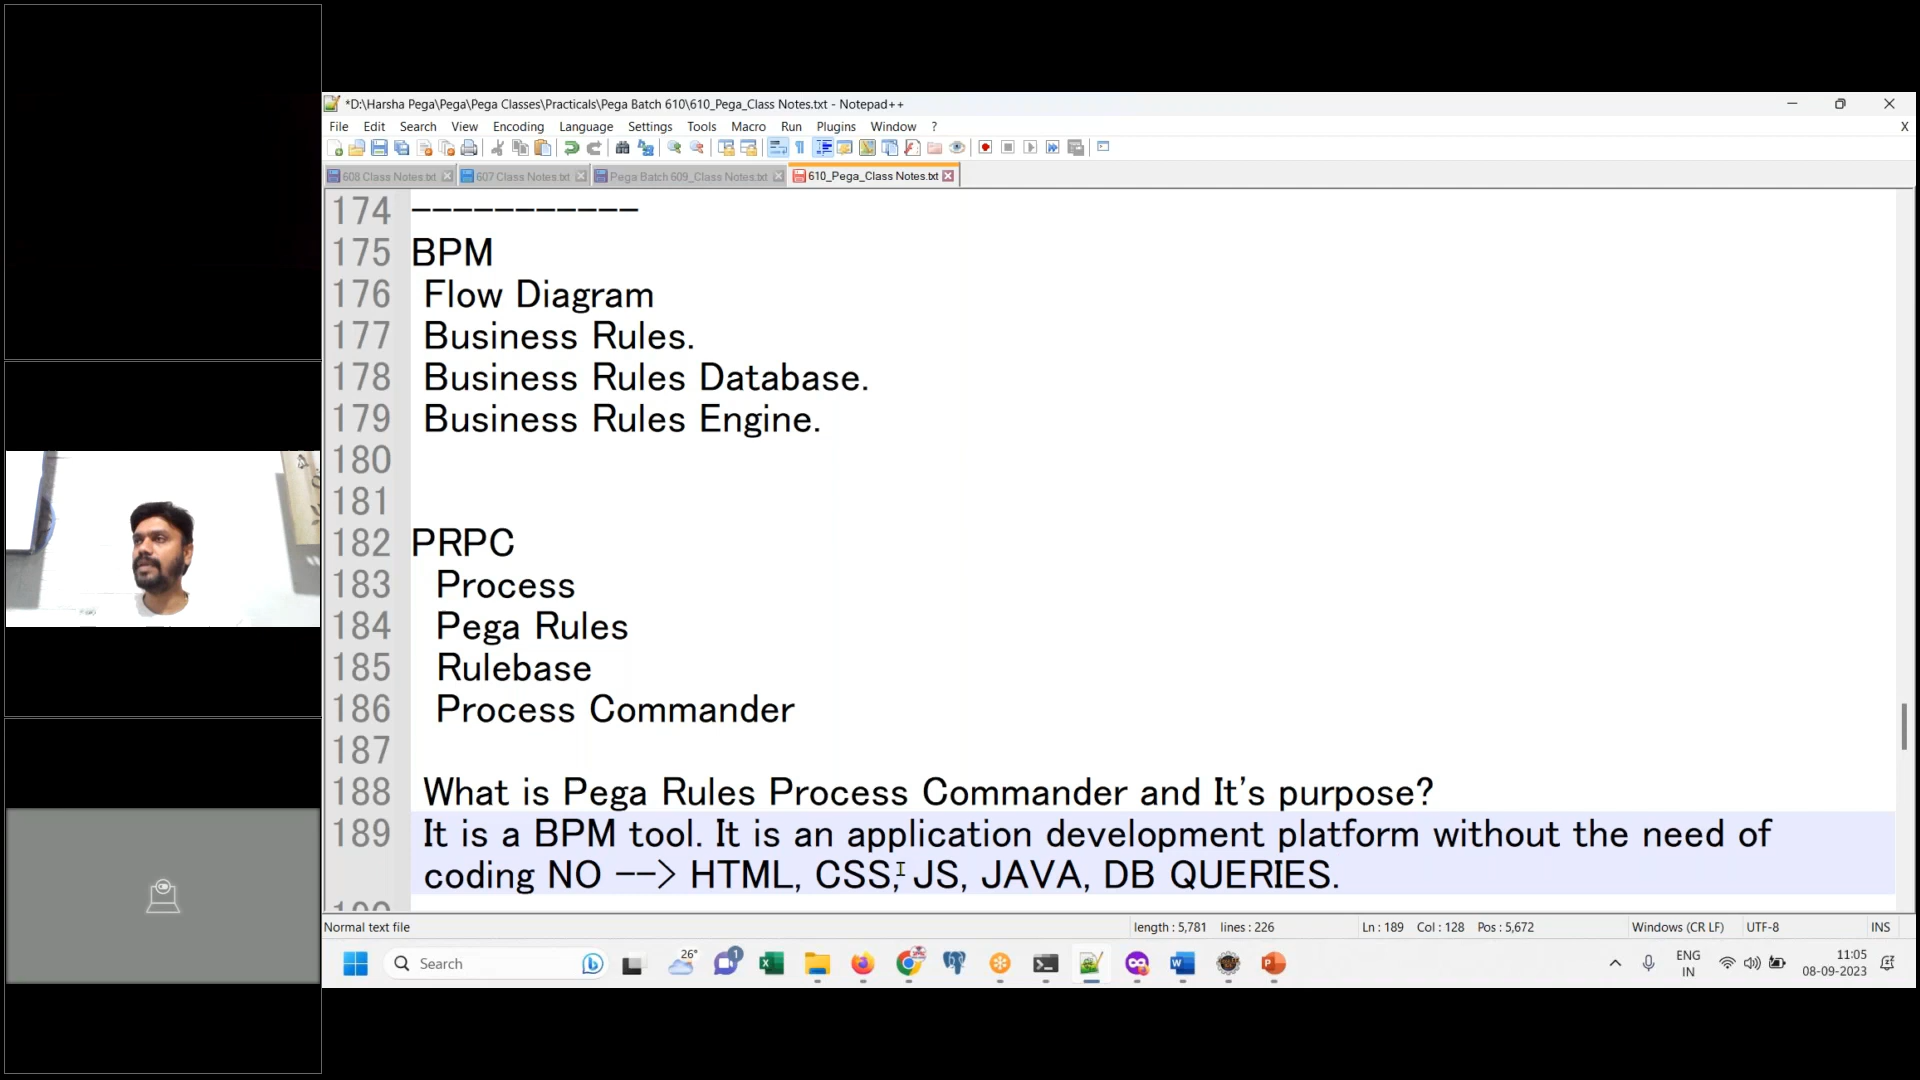 *D:\Harsha Pega\Pega\Pega Classes\Practicals\Pega Batch 610\610_Pega_Class Notes.txt - Notepad++
File Edit Search View Encoding Language Settings Tools Macro Run Plugins Window ? X
608 Class Notes.txt 607 Class Notes.txt Pega Batch 609_Class Notes.txt 610_Pega_Class Notes.txt
174 -----------
175 BPM
176 Flow Diagram
177 Business Rules.
178 Business Rules Database.
179 Business Rules Engine.
180
181
182 PRPC
183 Process
184 Pega Rules
185 Rulebase
186 Process Commander
187
188 What is Pega Rules Process Commander and It's purpose?
189 It is a BPM tool. It is an application development platform without the need of
coding NO --> HTML, CSS, JS, JAVA, DB QUERIES.
Normal text file length : 5,781 lines : 226 Ln : 189 Col : 128 Pos : 5,672 Windows (CR LF) UTF-8 INS
Search 26° 1 ENG IN 11:05 08-09-2023